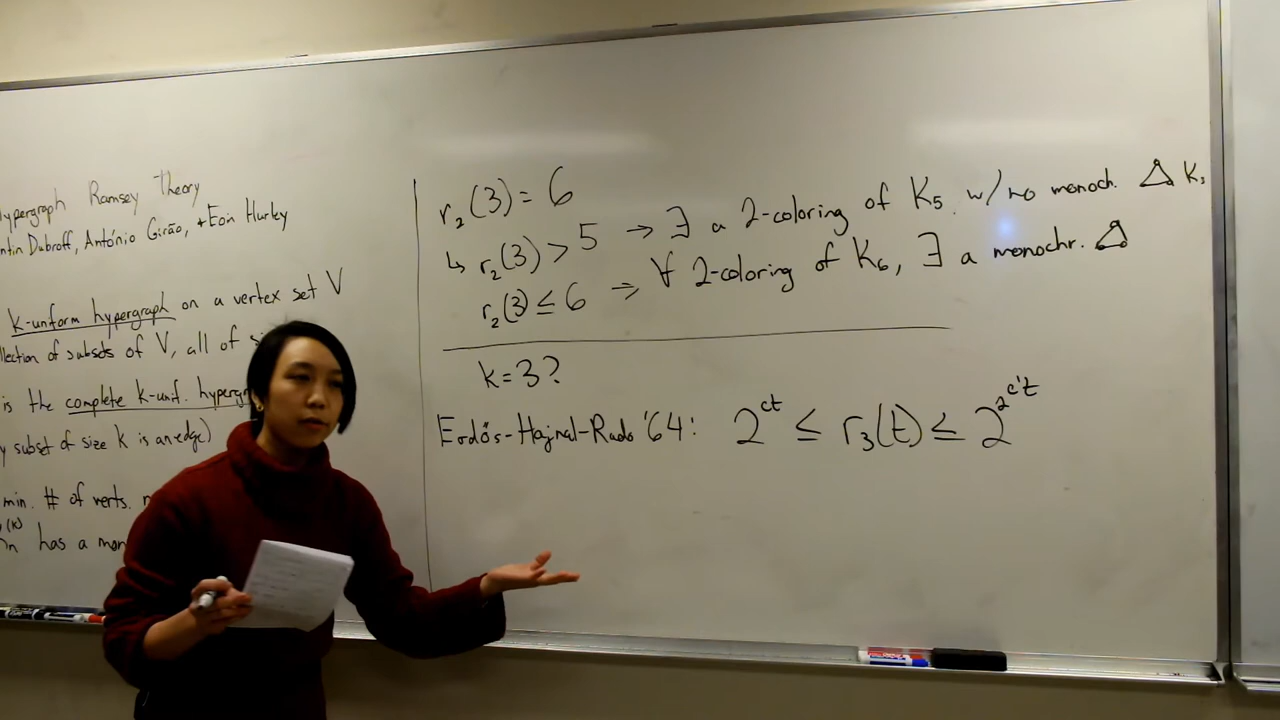 Hypergraph Ramsey Theory
ntin Dubroff, António Girão, + Eoin Hurley
K-uniform hypergraph on a vertex set V
llection of subsets of V, all of
is the complete k-unif. hypergr
y subset of size k is an edge)
min. # of verts.
(k)
n has a mon
r₂(3) = 6
↳ r₂(3) > 5 → ∃ a 2-coloring of K₅ w/ no monoch. △ K₃
r₂(3) ≤ 6 → ∀ 2-coloring of K₆, ∃ a monochr. △
k=3?
Erdős-Hajnal-Rado '64: 2^{ct} ≤ r₃(t) ≤ 2^{2^{c't}}